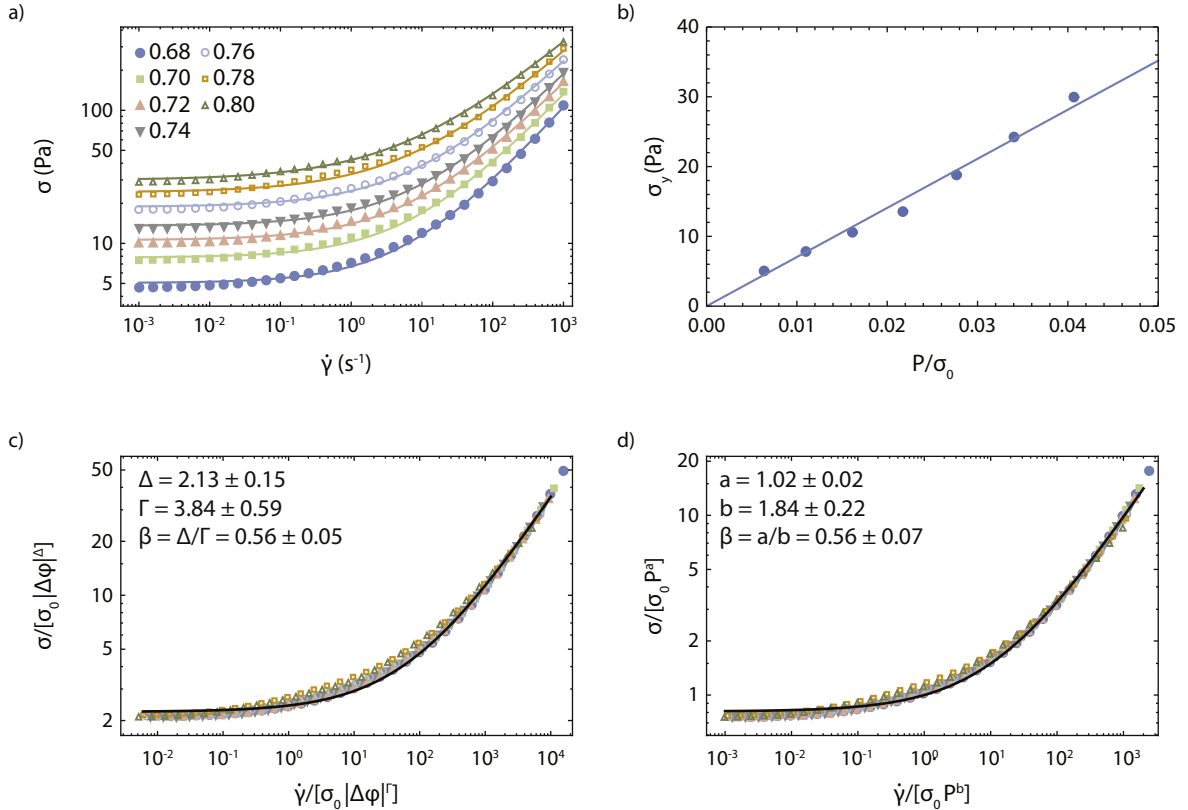 a)
0.68 0.76
0.70 0.78
0.72 0.80
0.74
100
50
10
5
σ (Pa)
10⁻³ 10⁻² 10⁻¹ 10⁰ 10¹ 10² 10³
γ̇ (s⁻¹)
b)
40
30
20
10
0
σy (Pa)
0.00 0.01 0.02 0.03 0.04 0.05
P/σ₀
c)
Δ = 2.13 ± 0.15
Γ = 3.84 ± 0.59
β = Δ/Γ = 0.56 ± 0.05
50
20
10
5
2
σ/[σ₀ |Δφ|^Δ]
10⁻² 10⁻¹ 10⁰ 10¹ 10² 10³ 10⁴
γ̇/[σ₀ |Δφ|^Γ]
d)
a = 1.02 ± 0.02
b = 1.84 ± 0.22
β = a/b = 0.56 ± 0.07
20
10
5
2
1
σ/[σ₀ Pᵃ]
10⁻³ 10⁻² 10⁻¹ 10⁰ 10¹ 10² 10³
γ̇/[σ₀ Pᵇ]